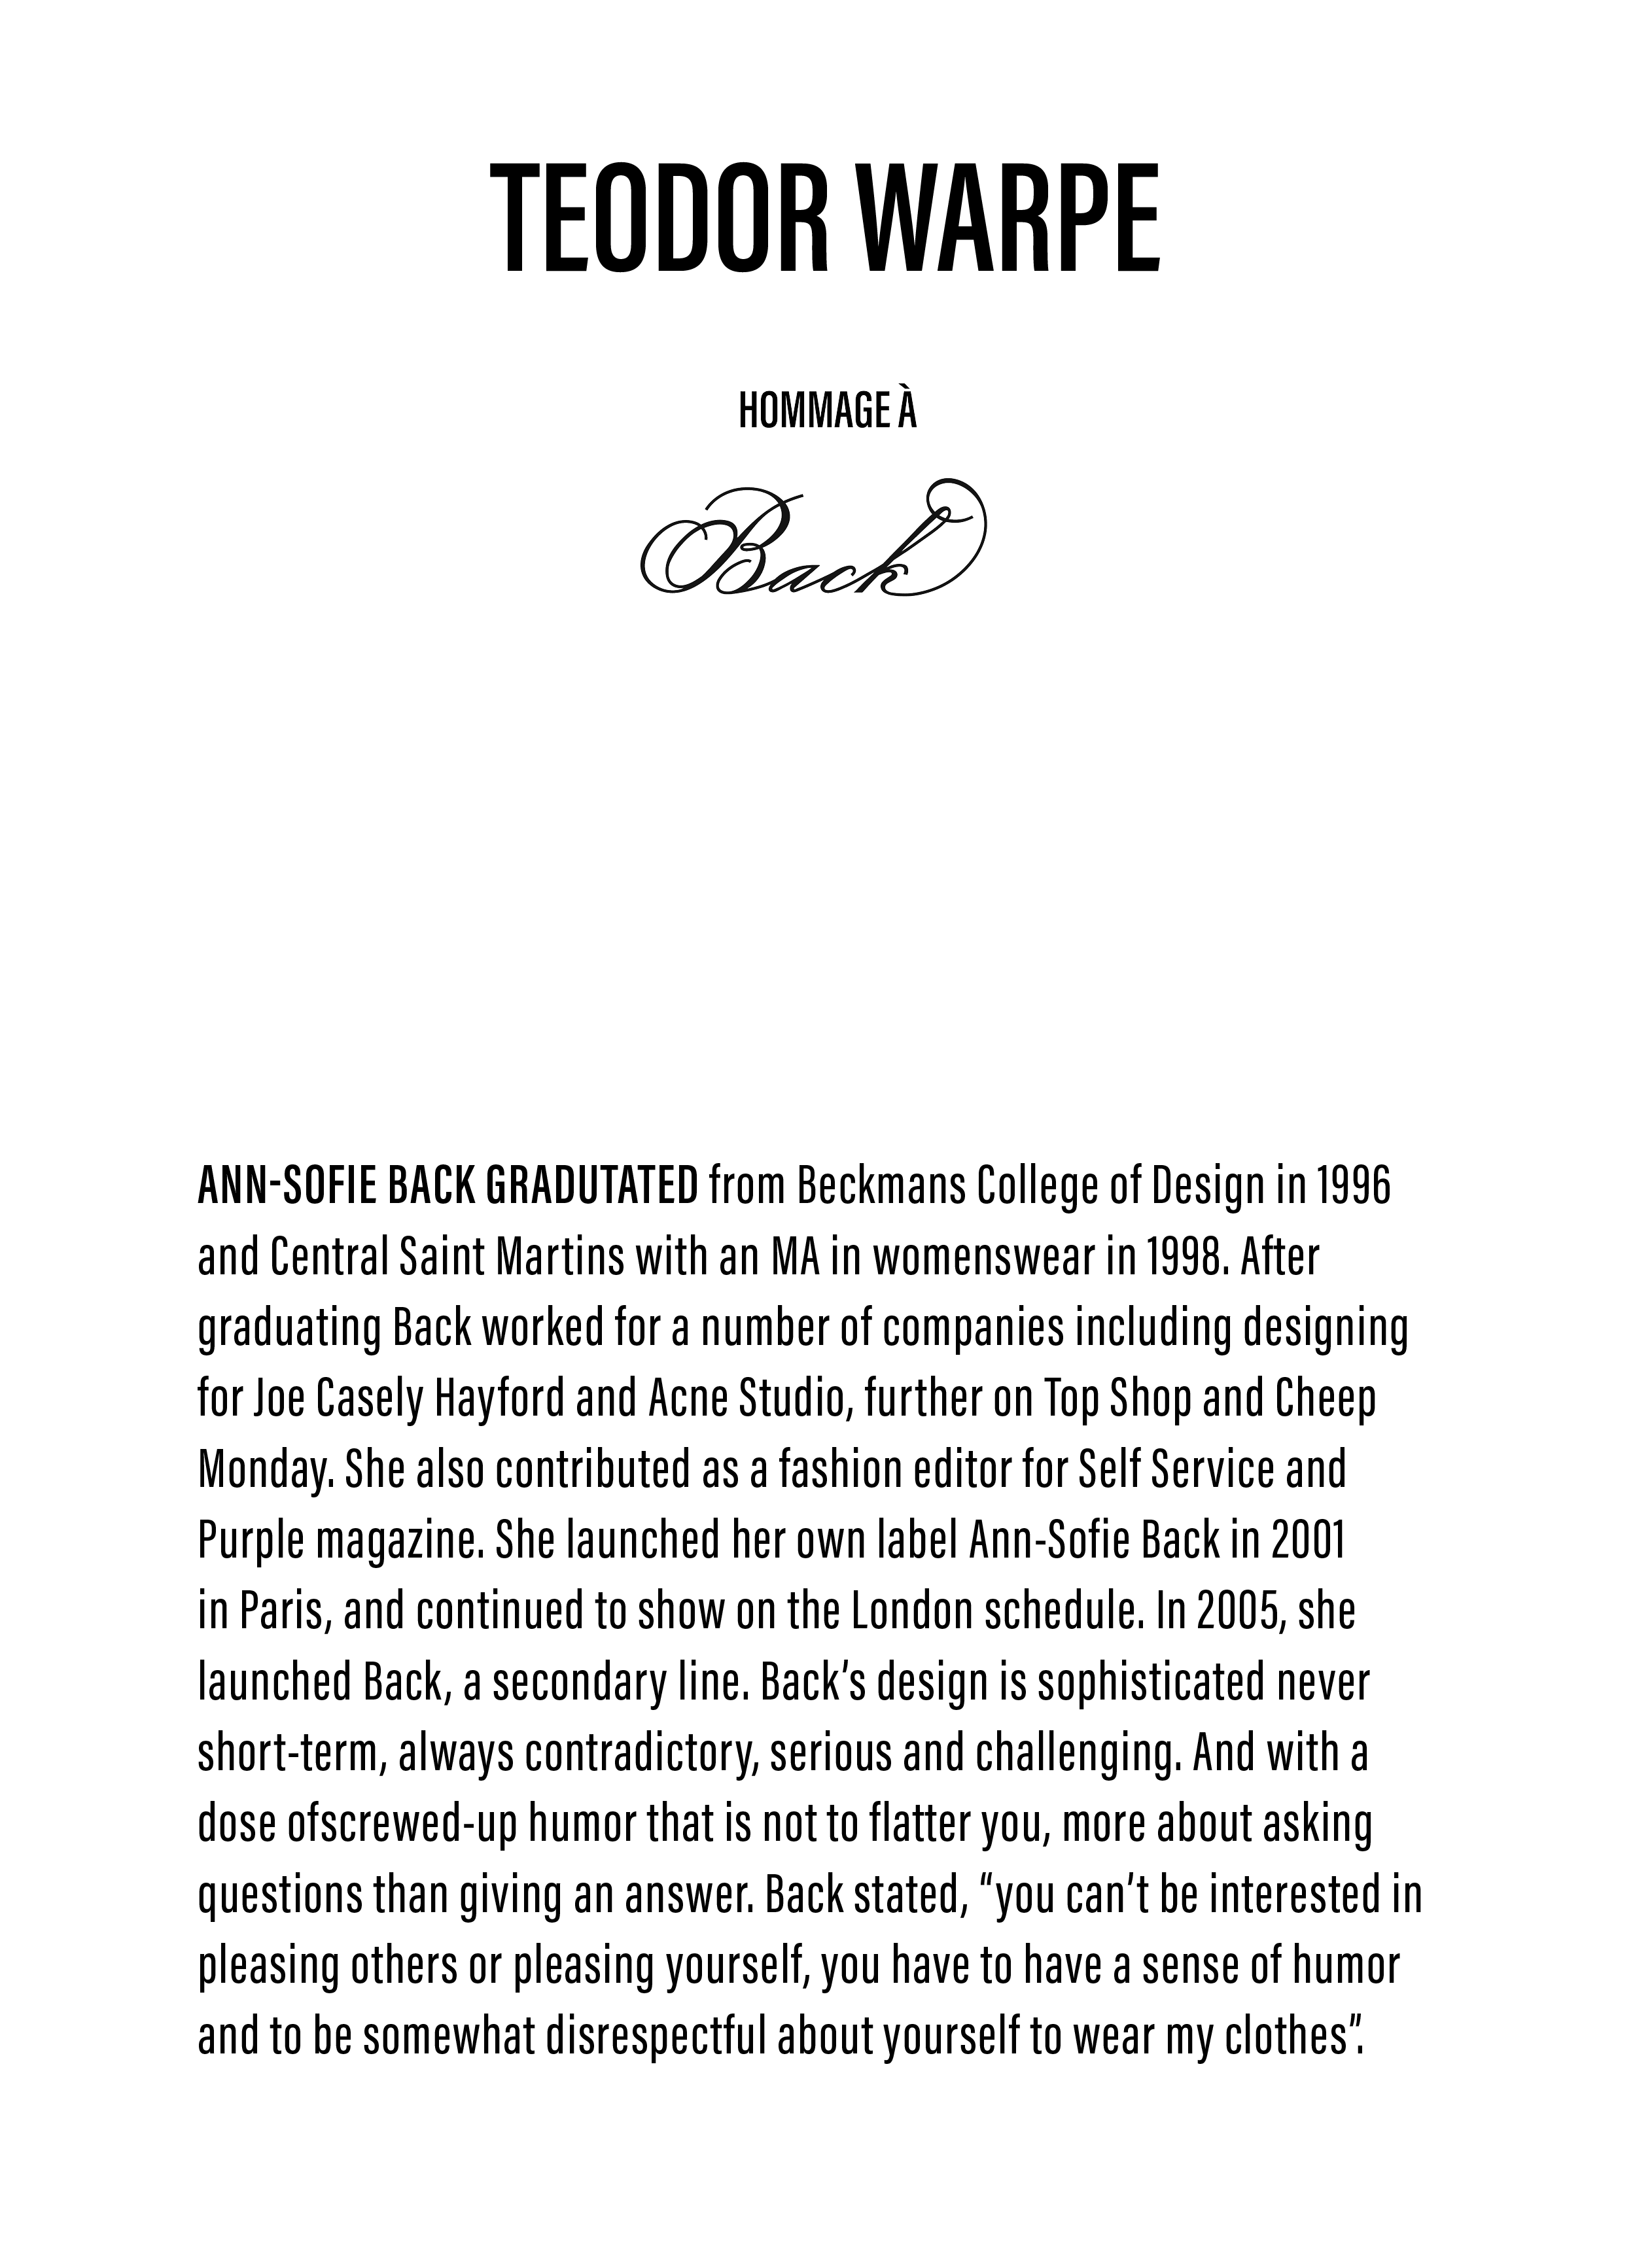 TEODOR WARPE
HOMMAGE À
Back
ANN-SOFIE BACK GRADUTATED from Beckmans College of Design in 1996
and Central Saint Martins with an MA in womenswear in 1998. After
graduating Back worked for a number of companies including designing
for Joe Casely Hayford and Acne Studio, further on Top Shop and Cheep
Monday. She also contributed as a fashion editor for Self Service and
Purple magazine. She launched her own label Ann-Sofie Back in 2001
in Paris, and continued to show on the London schedule. In 2005, she
launched Back, a secondary line. Back’s design is sophisticated never
short-term, always contradictory, serious and challenging. And with a
dose ofscrewed-up humor that is not to flatter you, more about asking
questions than giving an answer. Back stated, “you can’t be interested in
pleasing others or pleasing yourself, you have to have a sense of humor
and to be somewhat disrespectful about yourself to wear my clothes”.